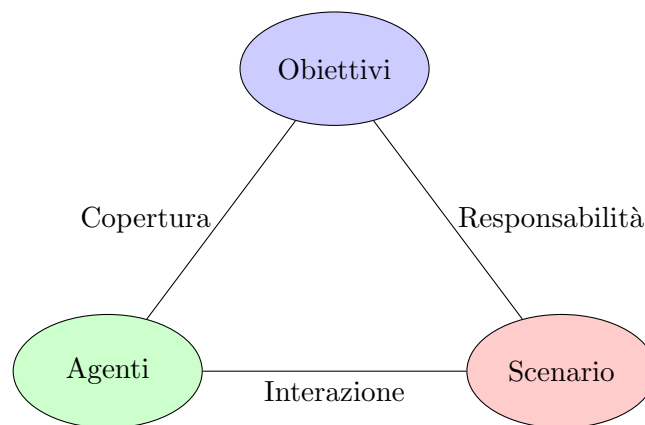 Obiettivi
Copertura
Responsabilità
Agenti
Interazione
Scenario